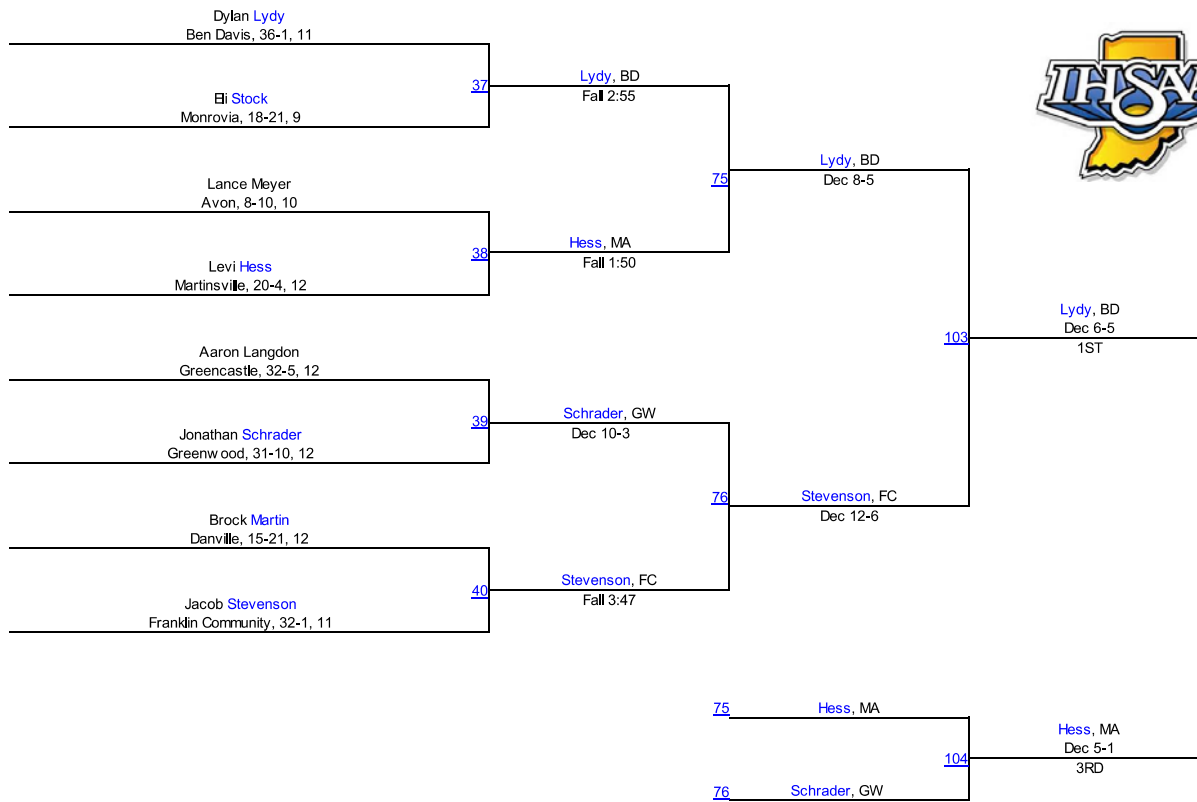 Dylan Lydy
Ben Davis, 36-1, 11
37
Eli Stock
Monrovia, 18-21, 9
Lydy, BD
Fall 2:55
Lance Meyer
Avon, 8-10, 10
38
Levi Hess
Martinsville, 20-4, 12
Hess, MA
Fall 1:50
75
Lydy, BD
Dec 8-5
Aaron Langdon
Greencastle, 32-5, 12
39
Jonathan Schrader
Greenwood, 31-10, 12
Schrader, GW
Dec 10-3
Brock Martin
Danville, 15-21, 12
40
Jacob Stevenson
Franklin Community, 32-1, 11
Stevenson, FC
Fall 3:47
76
Stevenson, FC
Dec 12-6
103
Lydy, BD
Dec 6-5
1ST
IHSAA
75
Hess, MA
76
Schrader, GW
104
Hess, MA
Dec 5-1
3RD